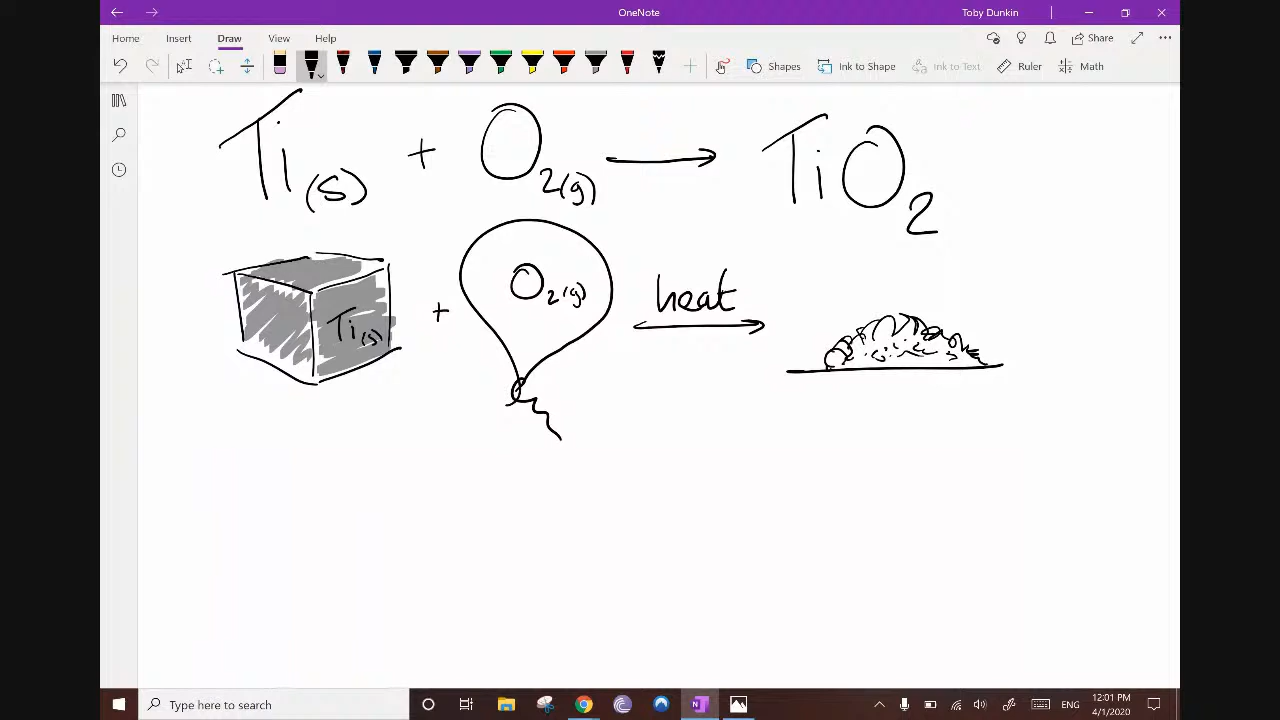 OneNote
Toby Dunkin
Home Insert Draw View Help
Share
Shapes Ink to Shape Ink to Text Ruler Math
Ti(s) + O2(g) → TiO2
Ti(s) + O2(g) heat
Type here to search
ENG
12:01 PM
4/1/2020